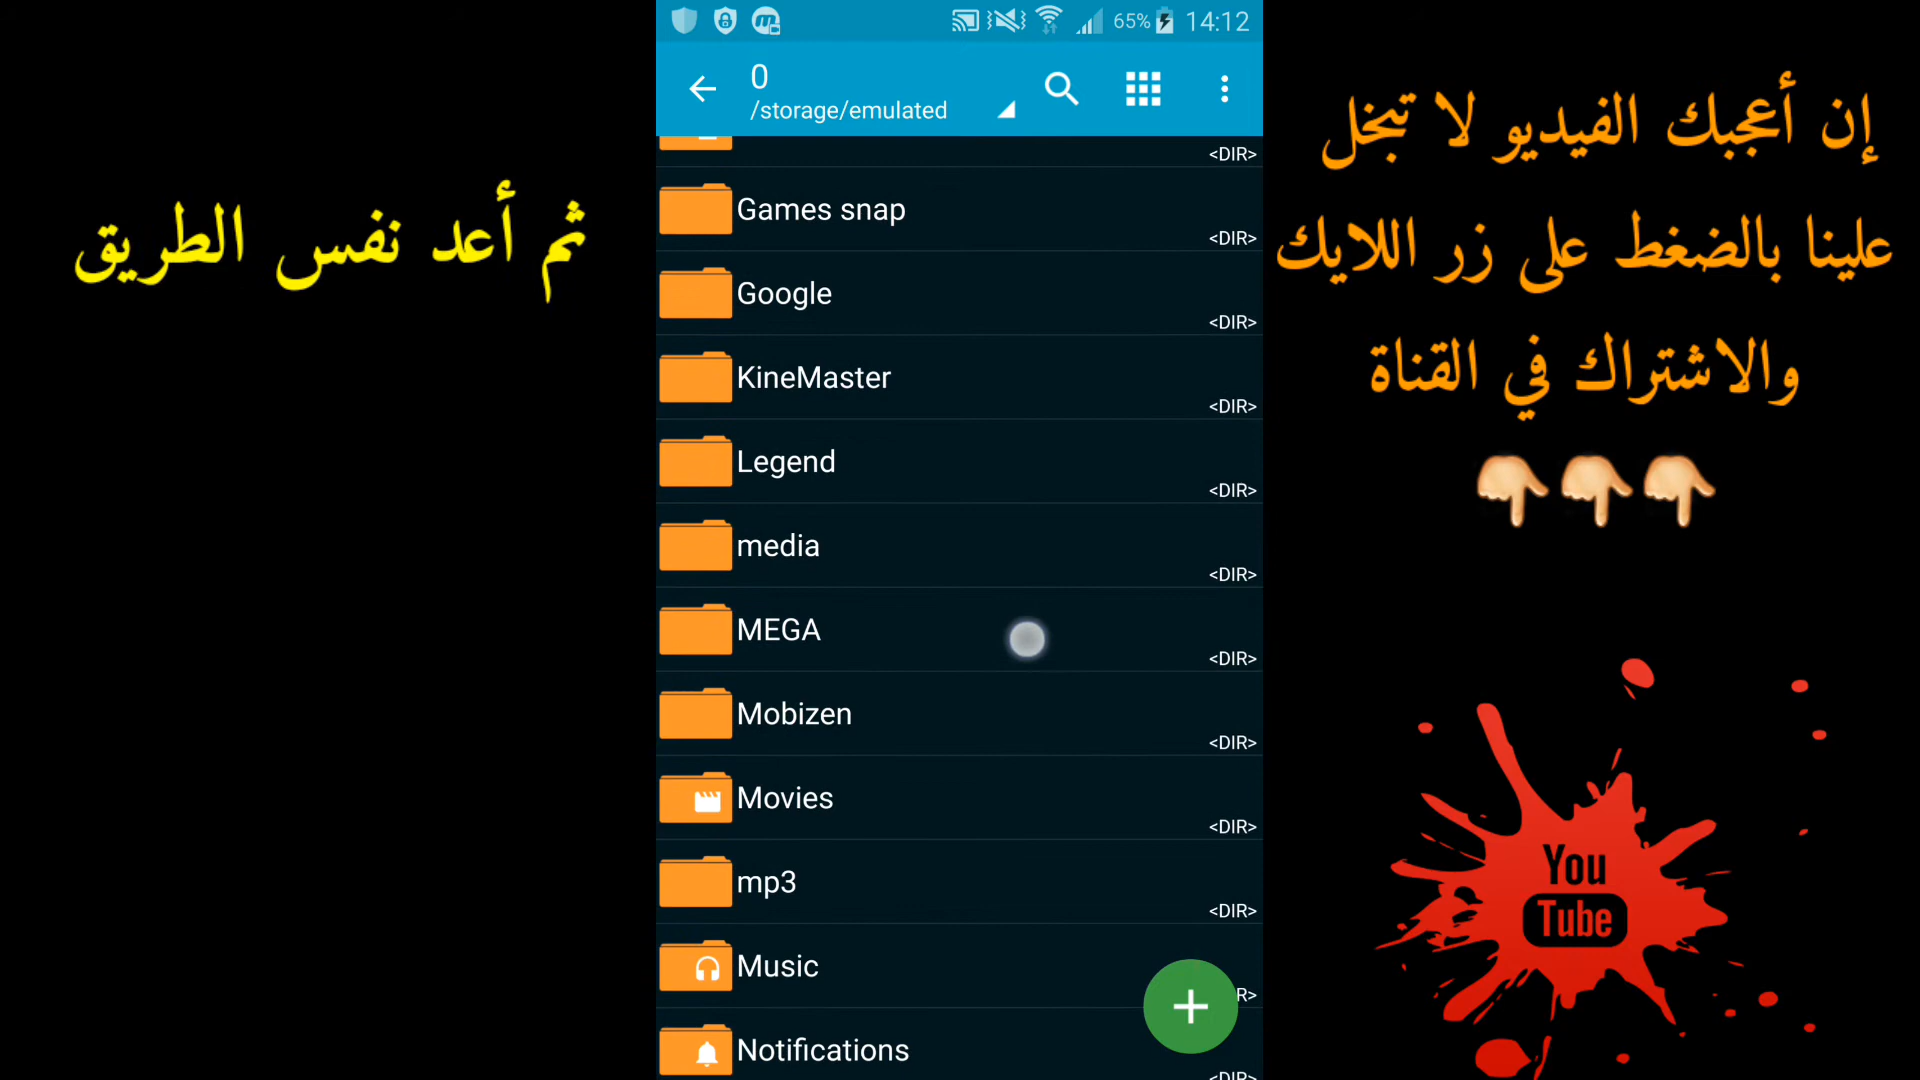 65% 14:12
0
/storage/emulated
<DIR>
Games snap
<DIR>
Google
<DIR>
KineMaster
<DIR>
Legend
<DIR>
media
<DIR>
MEGA
<DIR>
Mobizen
<DIR>
Movies
<DIR>
mp3
<DIR>
Music
Notifications
ثم أعد نفس الطريق
إن أعجبك الفيديو لا تبخل
علينا بالضغط على زر اللايك
والاشتراك في القناة
You
Tube